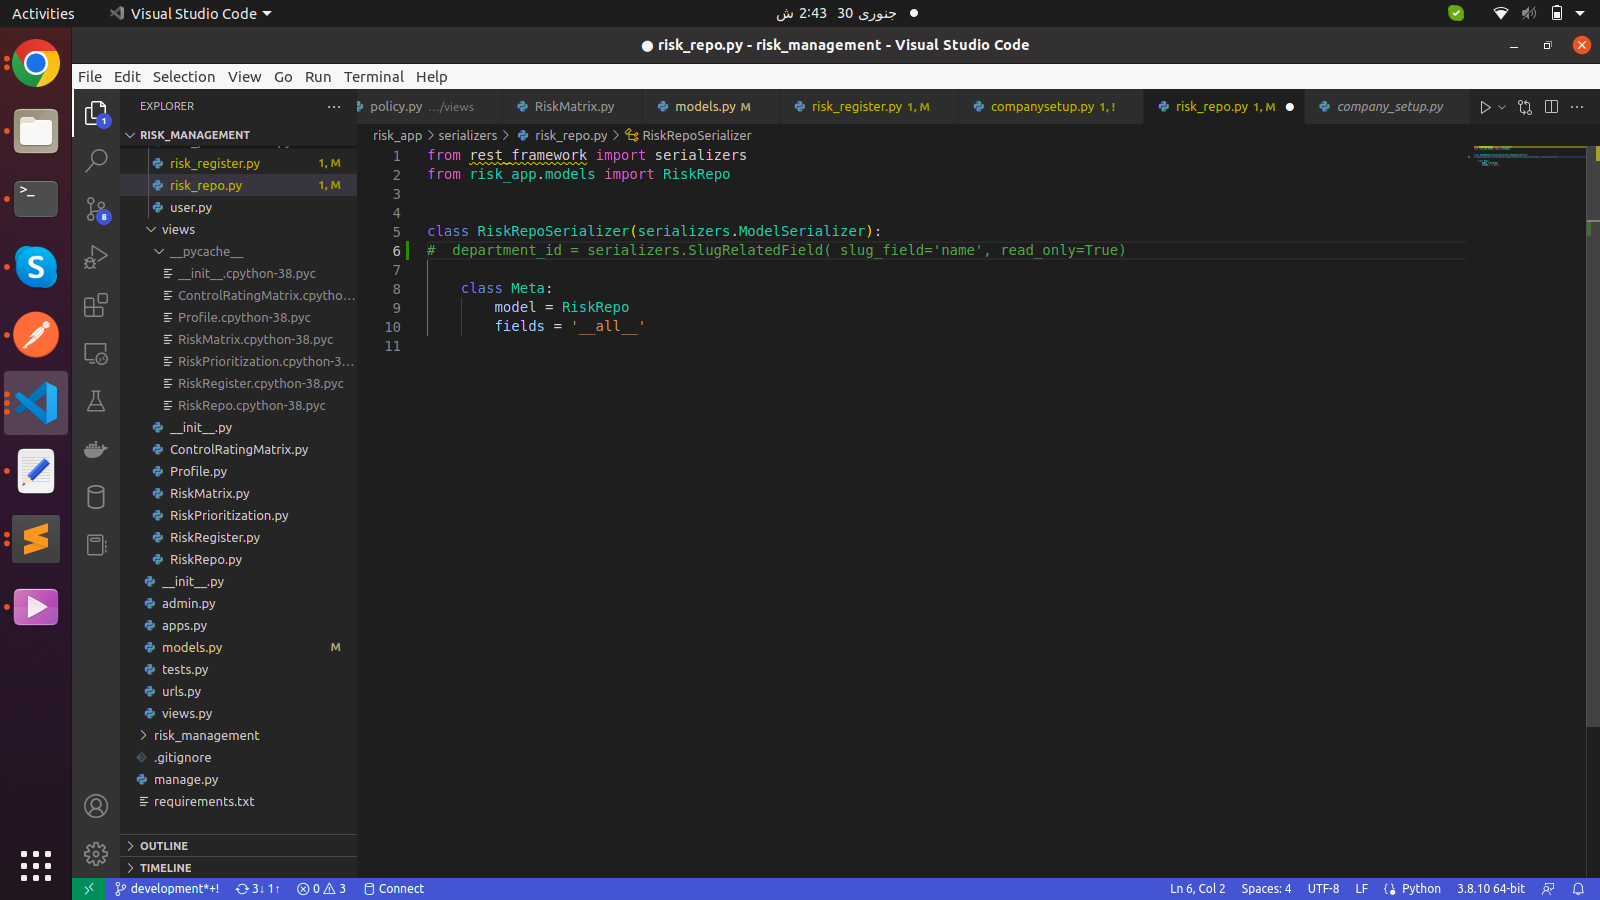 Activities
Visual Studio Code
جنوری 30  2:43 ش
● risk_repo.py - risk_management - Visual Studio Code
File Edit Selection View Go Run Terminal Help
EXPLORER
RISK_MANAGEMENT
risk_register.py 1, M
risk_repo.py 1, M
user.py
views
__pycache__
__init__.cpython-38.pyc
ControlRatingMatrix.cpytho...
Profile.cpython-38.pyc
RiskMatrix.cpython-38.pyc
RiskPrioritization.cpython-3...
RiskRegister.cpython-38.pyc
RiskRepo.cpython-38.pyc
__init__.py
ControlRatingMatrix.py
Profile.py
RiskMatrix.py
RiskPrioritization.py
RiskRegister.py
RiskRepo.py
__init__.py
admin.py
apps.py
models.py M
tests.py
urls.py
views.py
risk_management
.gitignore
manage.py
requirements.txt
OUTLINE
TIMELINE
1
8
policy.py .../views RiskMatrix.py models.py M risk_register.py 1, M companysetup.py 1, ! risk_repo.py 1, M ● company_setup.py
risk_app > serializers > risk_repo.py > RiskRepoSerializer
1 from rest_framework import serializers
2 from risk_app.models import RiskRepo
3
4
5 class RiskRepoSerializer(serializers.ModelSerializer):
6 #  department_id = serializers.SlugRelatedField( slug_field='name', read_only=True)
7
8     class Meta:
9         model = RiskRepo
10         fields = '__all__'
11
development*+! 3↓ 1↑ 0 3 Connect Ln 6, Col 2 Spaces: 4 UTF-8 LF Python 3.8.10 64-bit